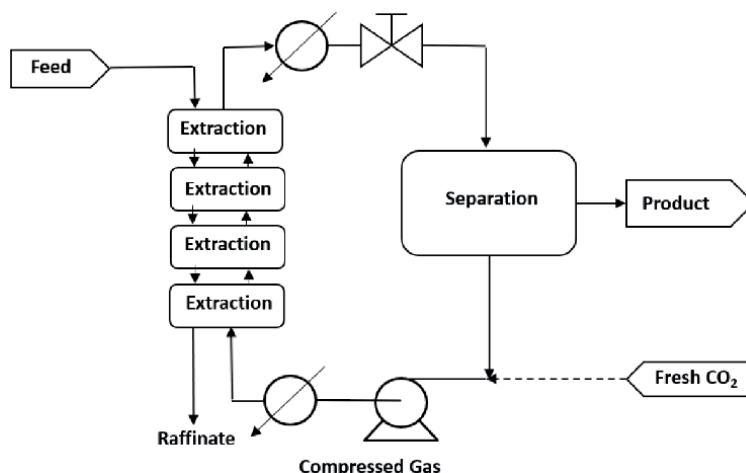 Feed
Extraction
Extraction
Extraction
Extraction
Separation
Product
Fresh CO₂
Raffinate
Compressed Gas